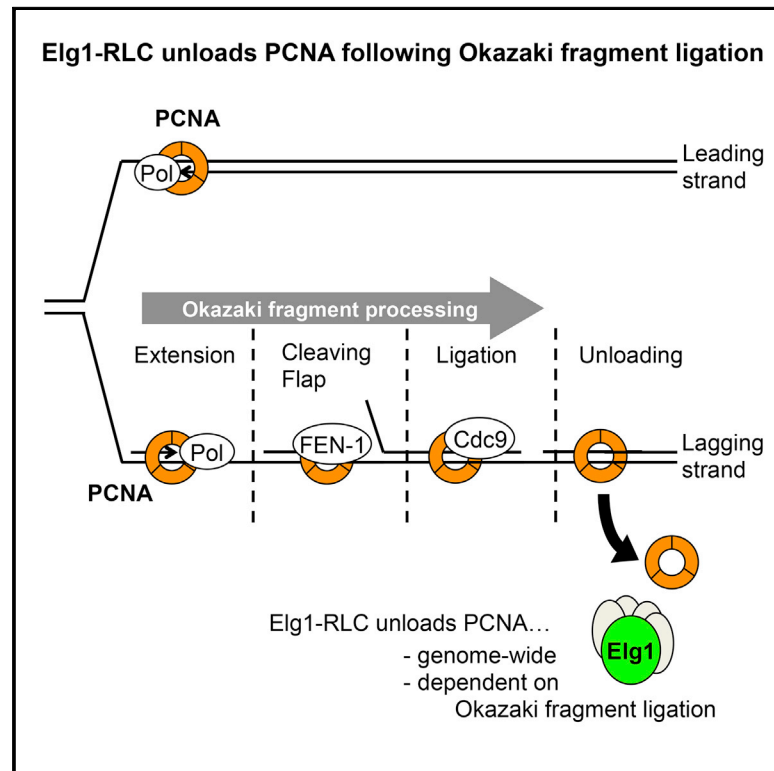 Elg1-RLC unloads PCNA following Okazaki fragment ligation
PCNA
Pol
Leading
strand
Okazaki fragment processing
Extension
Cleaving
Flap
Ligation
Unloading
Pol
FEN-1
Cdc9
Lagging
strand
PCNA
Elg1-RLC unloads PCNA…
- genome-wide
- dependent on
Okazaki fragment ligation
Elg1